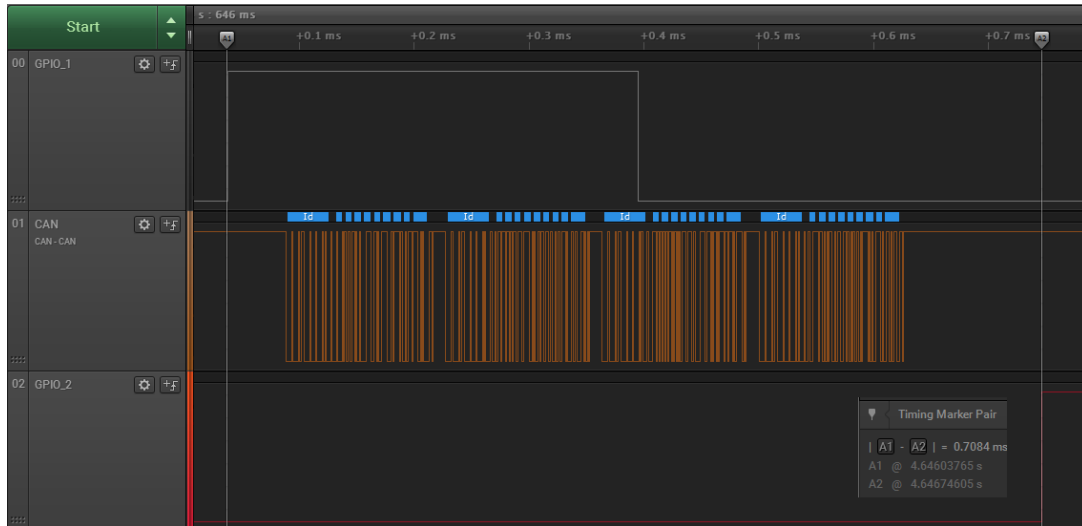 Start
s : 646 ms
A1
+0.1 ms
+0.2 ms
+0.3 ms
+0.4 ms
+0.5 ms
+0.6 ms
+0.7 ms
A2
00 GPIO_1
01 CAN
CAN - CAN
Id
Id
Id
Id
02 GPIO_2
Timing Marker Pair
| A1 - A2 | = 0.7084 ms
A1 @ 4.64603765 s
A2 @ 4.64674605 s